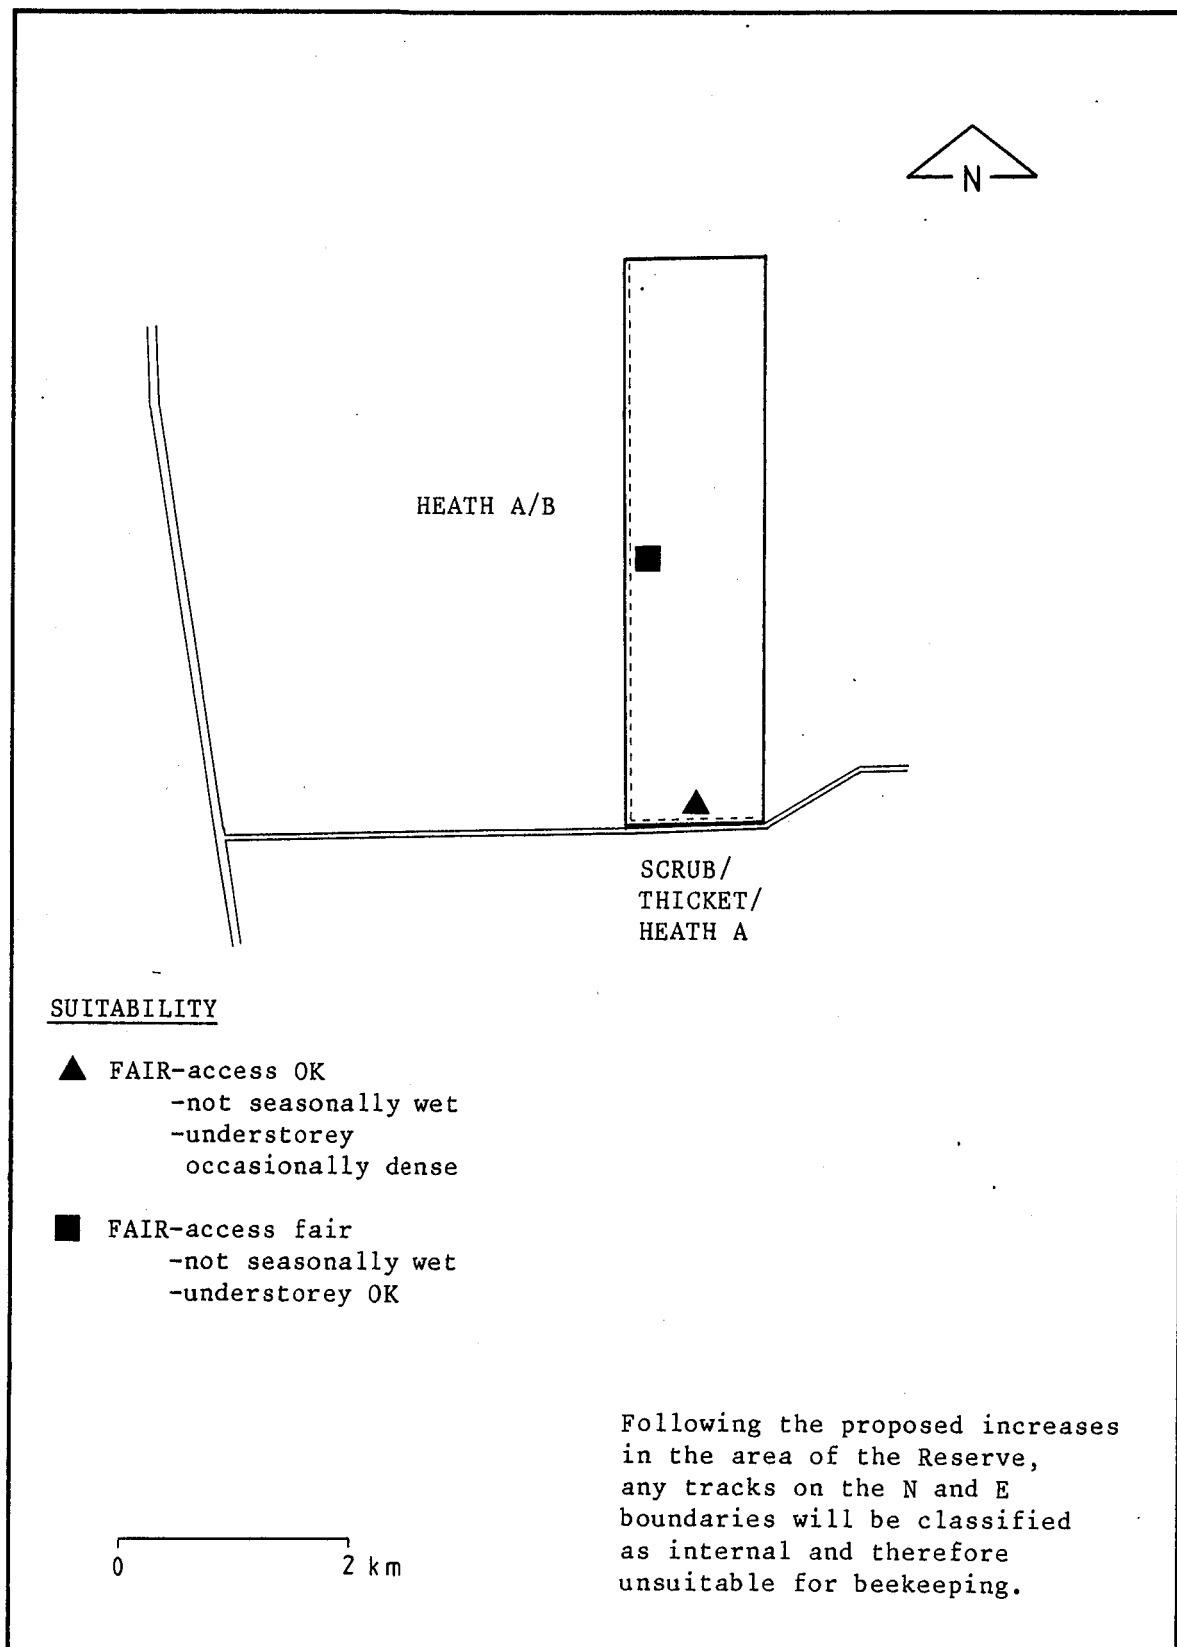 N
HEATH A/B
SCRUB/
THICKET/
HEATH A
SUITABILITY
▲ FAIR-access OK
-not seasonally wet
-understorey
occasionally dense
■ FAIR-access fair
-not seasonally wet
-understorey OK
Following the proposed increases
in the area of the Reserve,
any tracks on the N and E
boundaries will be classified
as internal and therefore
unsuitable for beekeeping.
0 2 km